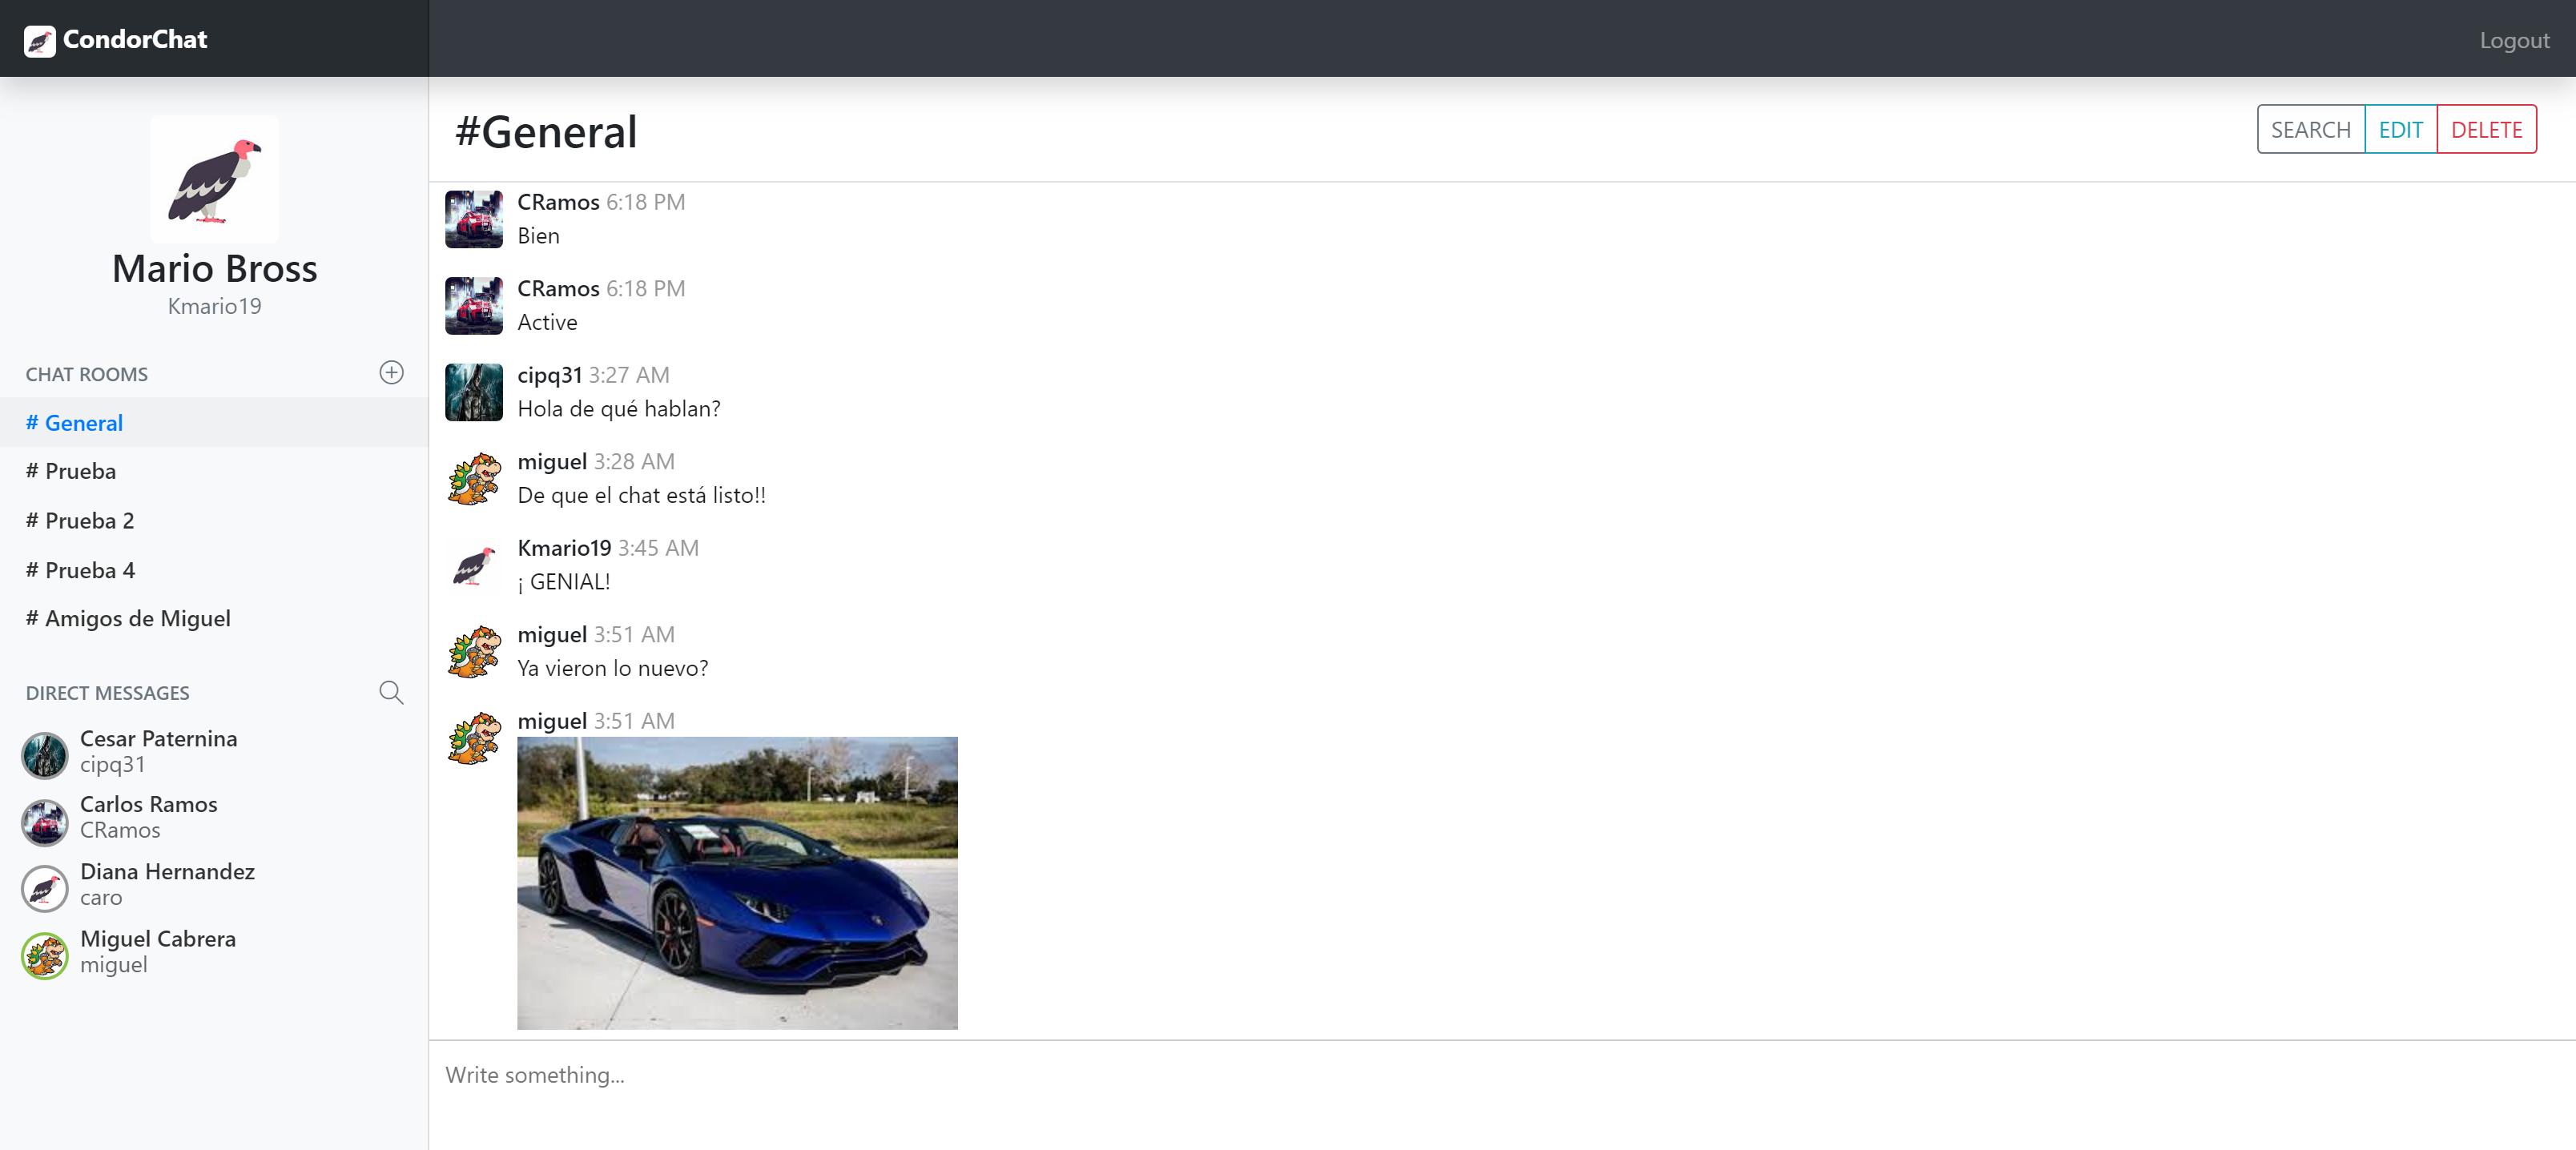 CondorChat
Logout
Mario Bross
Kmario19
CHAT ROOMS
# General
# Prueba
# Prueba 2
# Prueba 4
# Amigos de Miguel
DIRECT MESSAGES
Cesar Paternina
cipq31
Carlos Ramos
CRamos
Diana Hernandez
caro
Miguel Cabrera
miguel
#General
SEARCH EDIT DELETE
CRamos 6:18 PM
Bien
CRamos 6:18 PM
Active
cipq31 3:27 AM
Hola de qué hablan?
miguel 3:28 AM
De que el chat está listo!!
Kmario19 3:45 AM
¡ GENIAL!
miguel 3:51 AM
Ya vieron lo nuevo?
miguel 3:51 AM
Write something...